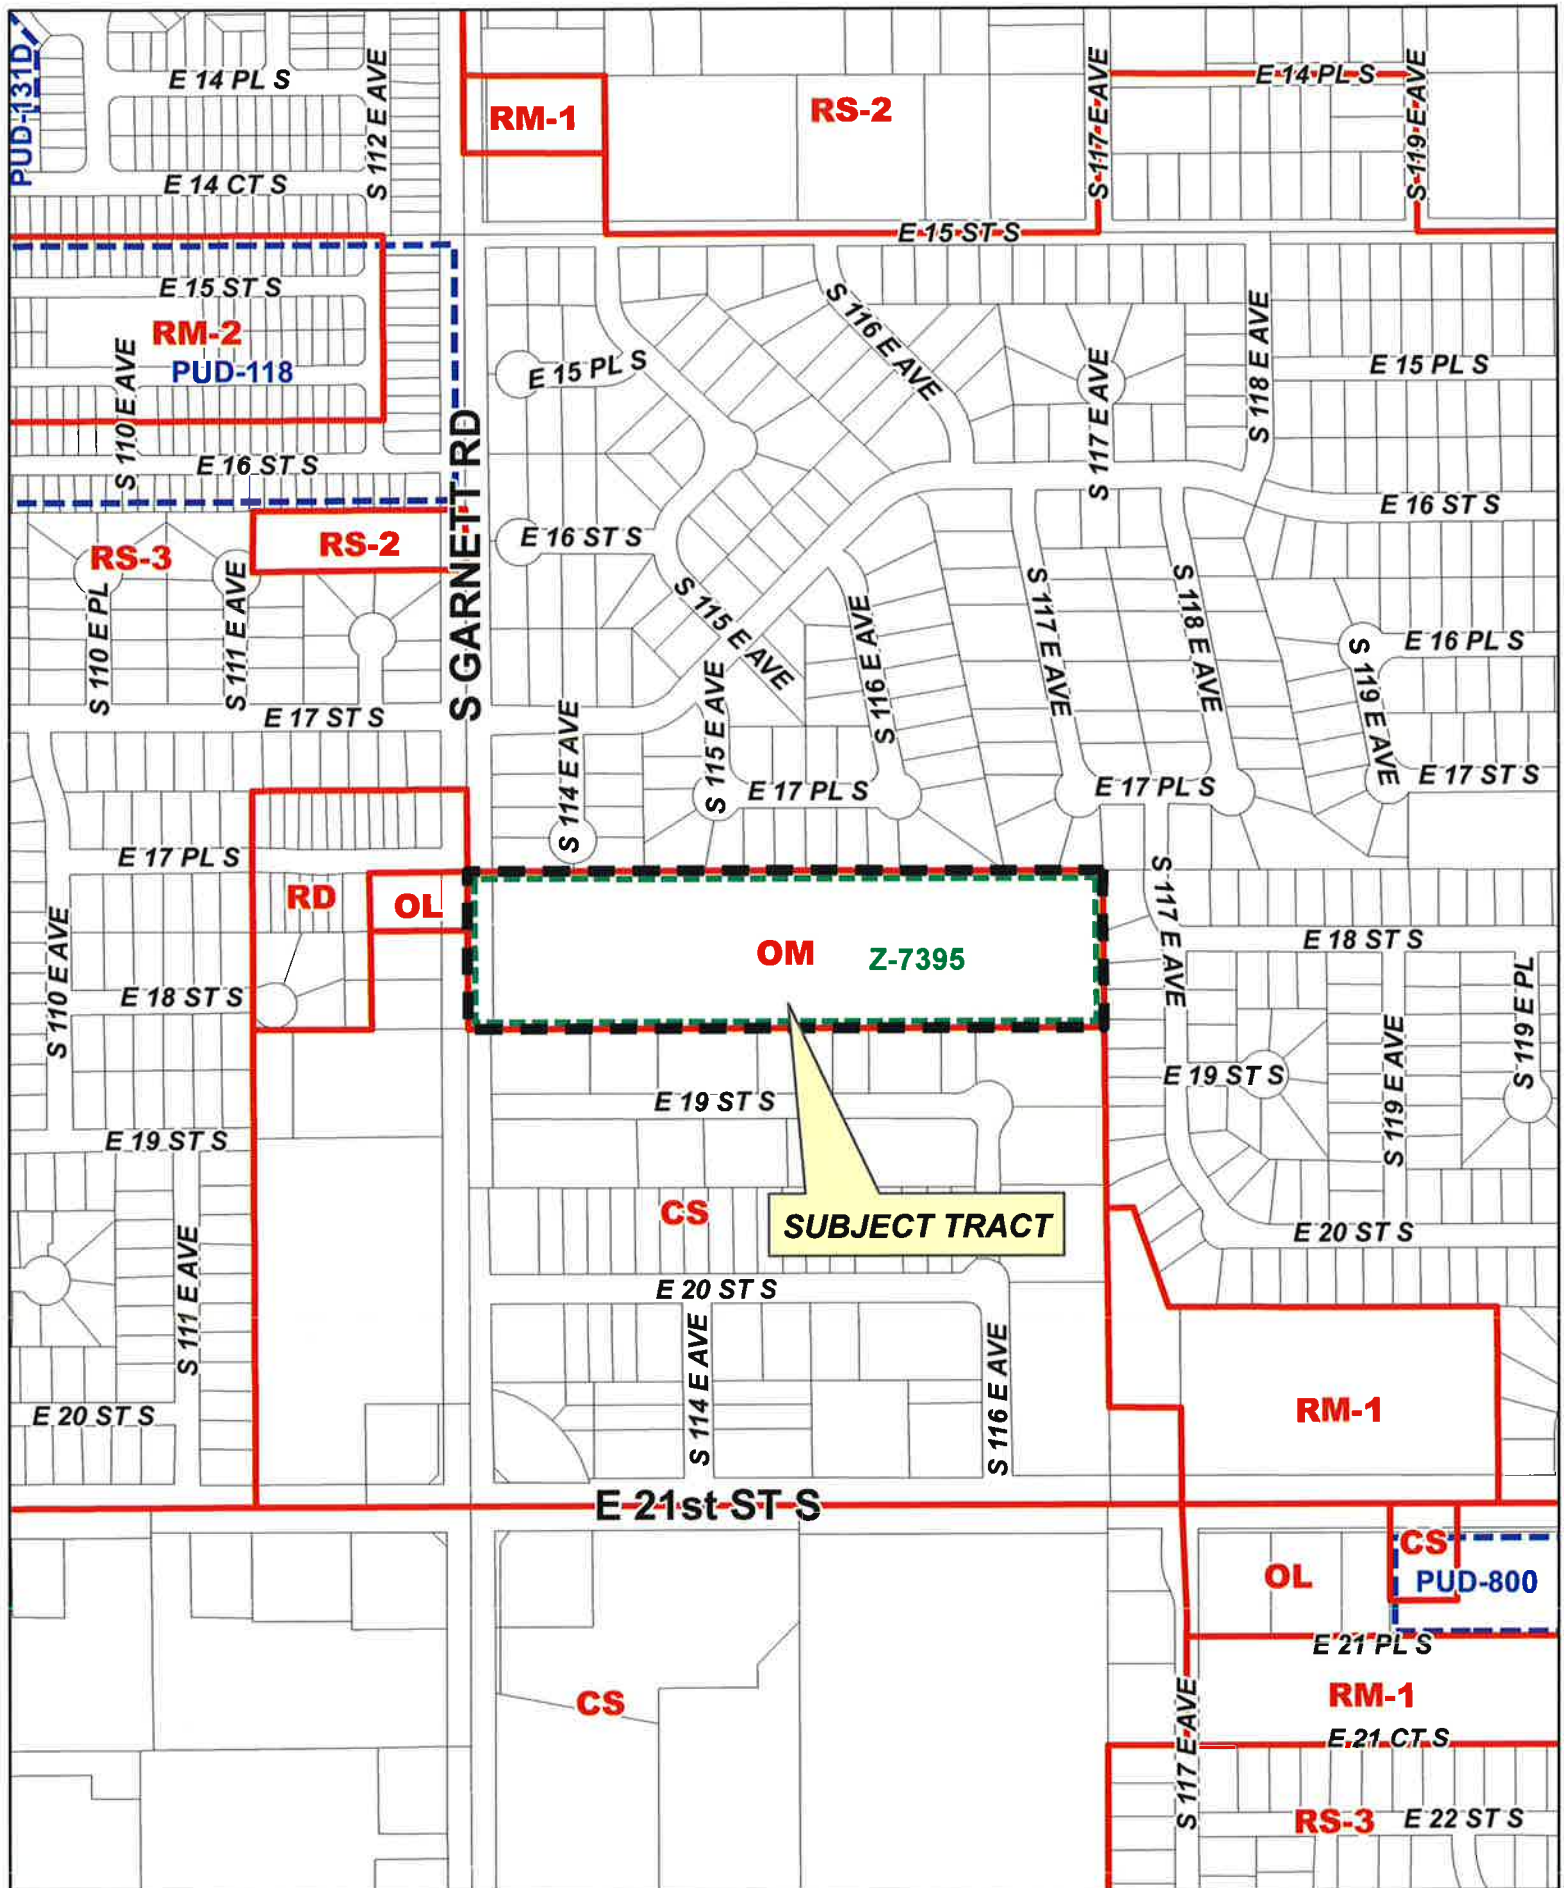 PUD-131D
E 14 PL S
S 112 E AVE
E 14 CT S
RM-1
RS-2
S 117 E AVE
E 14 PL S
S 119 E AVE
E 15 ST S
E 15 ST S
RM-2
PUD-118
S 110 E AVE
E 16 ST S
S GARNETT RD
E 15 PL S
S 116 E AVE
S 117 E AVE
S 118 E AVE
E 15 PL S
E 16 ST S
RS-3
RS-2
S 110 E PL
S 111 E AVE
E 17 ST S
E 16 ST S
S 115 E AVE
S 116 E AVE
S 117 E AVE
S 118 E AVE
E 16 PL S
S 119 E AVE
E 17 ST S
S 114 E AVE
S 115 E AVE
E 17 PL S
E 17 PL S
E 17 PL S
RD
OL
OM
Z-7395
S 117 E AVE
E 18 ST S
S 110 E AVE
E 18 ST S
S 119 E PL
E 19 ST S
S 119 E AVE
E 19 ST S
E 19 ST S
CS
SUBJECT TRACT
E 20 ST S
S 111 E AVE
E 20 ST S
E 20 ST S
S 114 E AVE
S 116 E AVE
RM-1
E 21st ST S
CS
OL
PUD-800
E 21 PL S
CS
RM-1
S 117 E AVE
E 21 CT S
RS-3
E 22 ST S